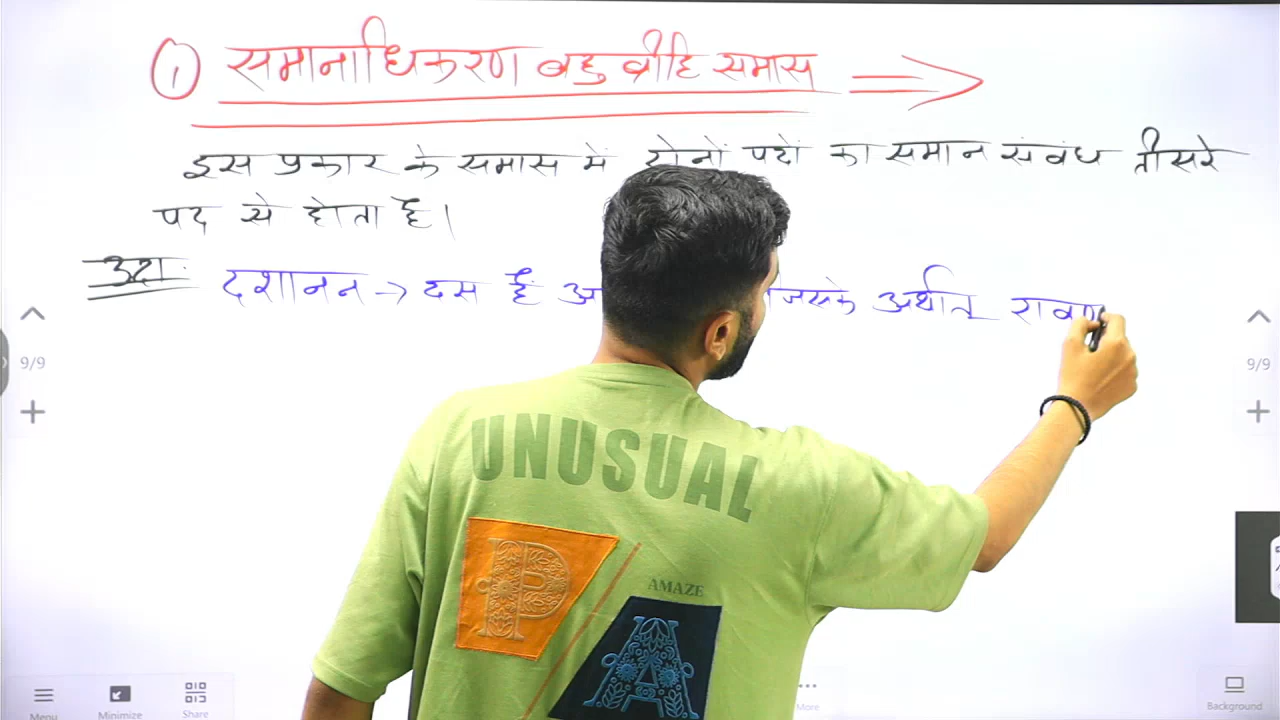 ① समानाधिकरण बहुव्रीहि समास ⟹
इस प्रकार के समास में दोनों पदों का समान संबंध तीसरे
पद से होता है।
उदा. दशानन → दस हैं जिसके अर्थात् रावण
9/9
9/9
UNUSUAL
AMAZE
P
A
Menu
Minimize
Share
More
Background